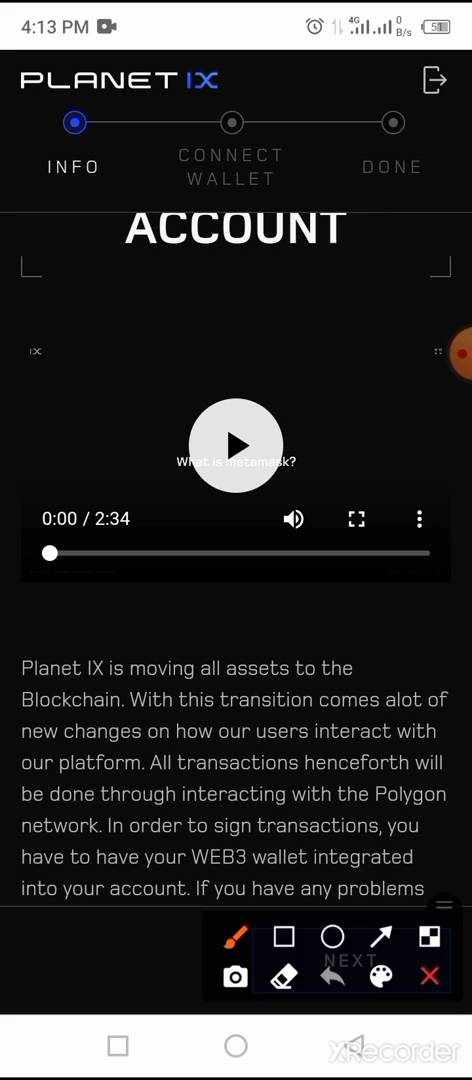 4:13 PM
4G
0
B/s
51
PLANET IX
INFO
CONNECT
WALLET
DONE
ACCOUNT
IX
What is metamask?
0:00 / 2:34
Planet IX is moving all assets to the
Blockchain. With this transition comes alot of
new changes on how our users interact with
our platform. All transactions henceforth will
be done through interacting with the Polygon
network. In order to sign transactions, you
have to have your WEB3 wallet integrated
into your account. If you have any problems
NEXT
XRecorder